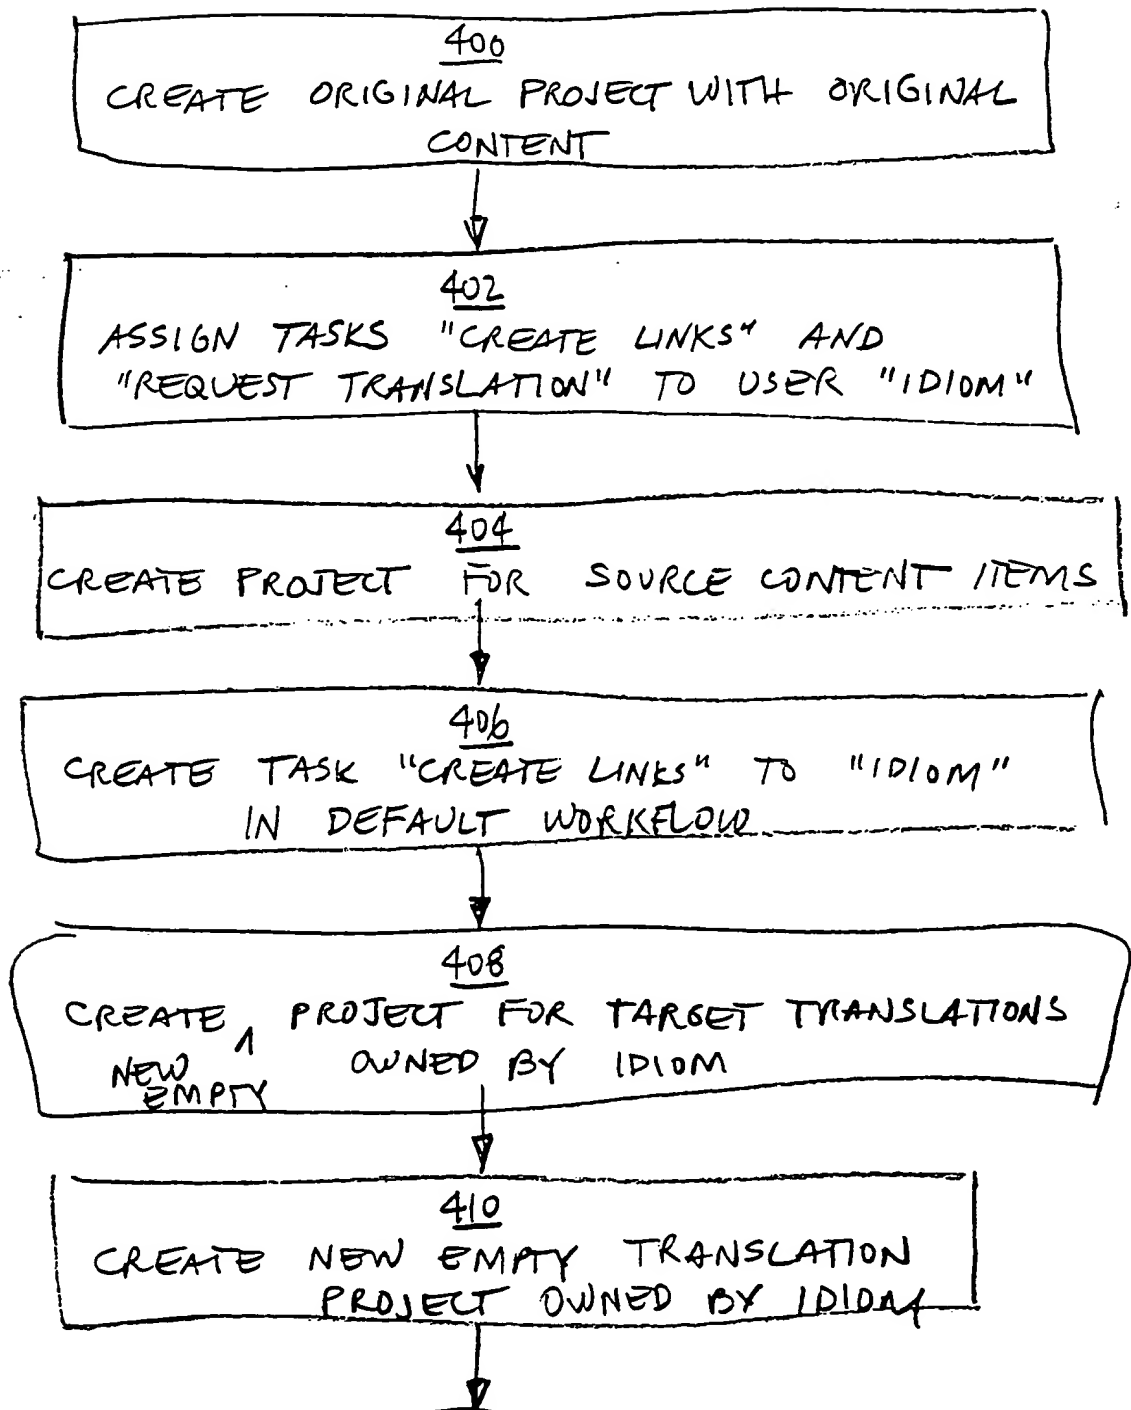 400
CREATE ORIGINAL PROJECT WITH ORIGINAL
CONTENT
402
ASSIGN TASKS "CREATE LINKS" AND
"REQUEST TRANSLATION" TO USER "IDIOM"
404
CREATE PROJECT FOR SOURCE CONTENT ITEMS
406
CREATE TASK "CREATE LINKS" TO "IDIOM"
IN DEFAULT WORKFLOW
408
CREATE ^ PROJECT FOR TARGET TRANSLATIONS
NEW OWNED BY IDIOM
EMPTY
410
CREATE NEW EMPTY TRANSLATION
PROJECT OWNED BY IDIOM